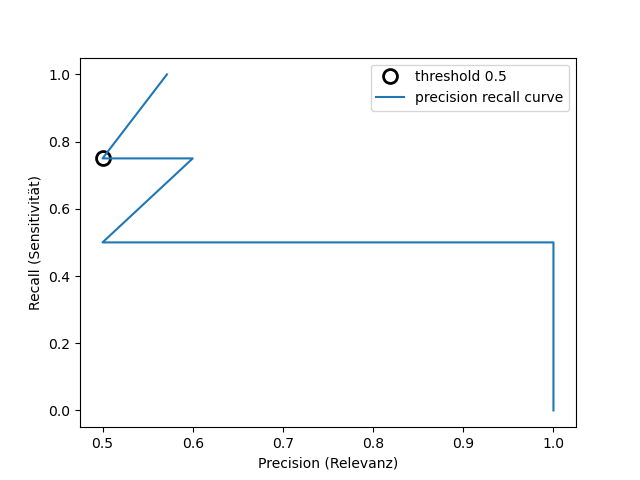 threshold 0.5
precision recall curve
1.0
0.8
0.6
0.4
0.2
0.0
Recall (Sensitivität)
0.5 0.6 0.7 0.8 0.9 1.0
Precision (Relevanz)